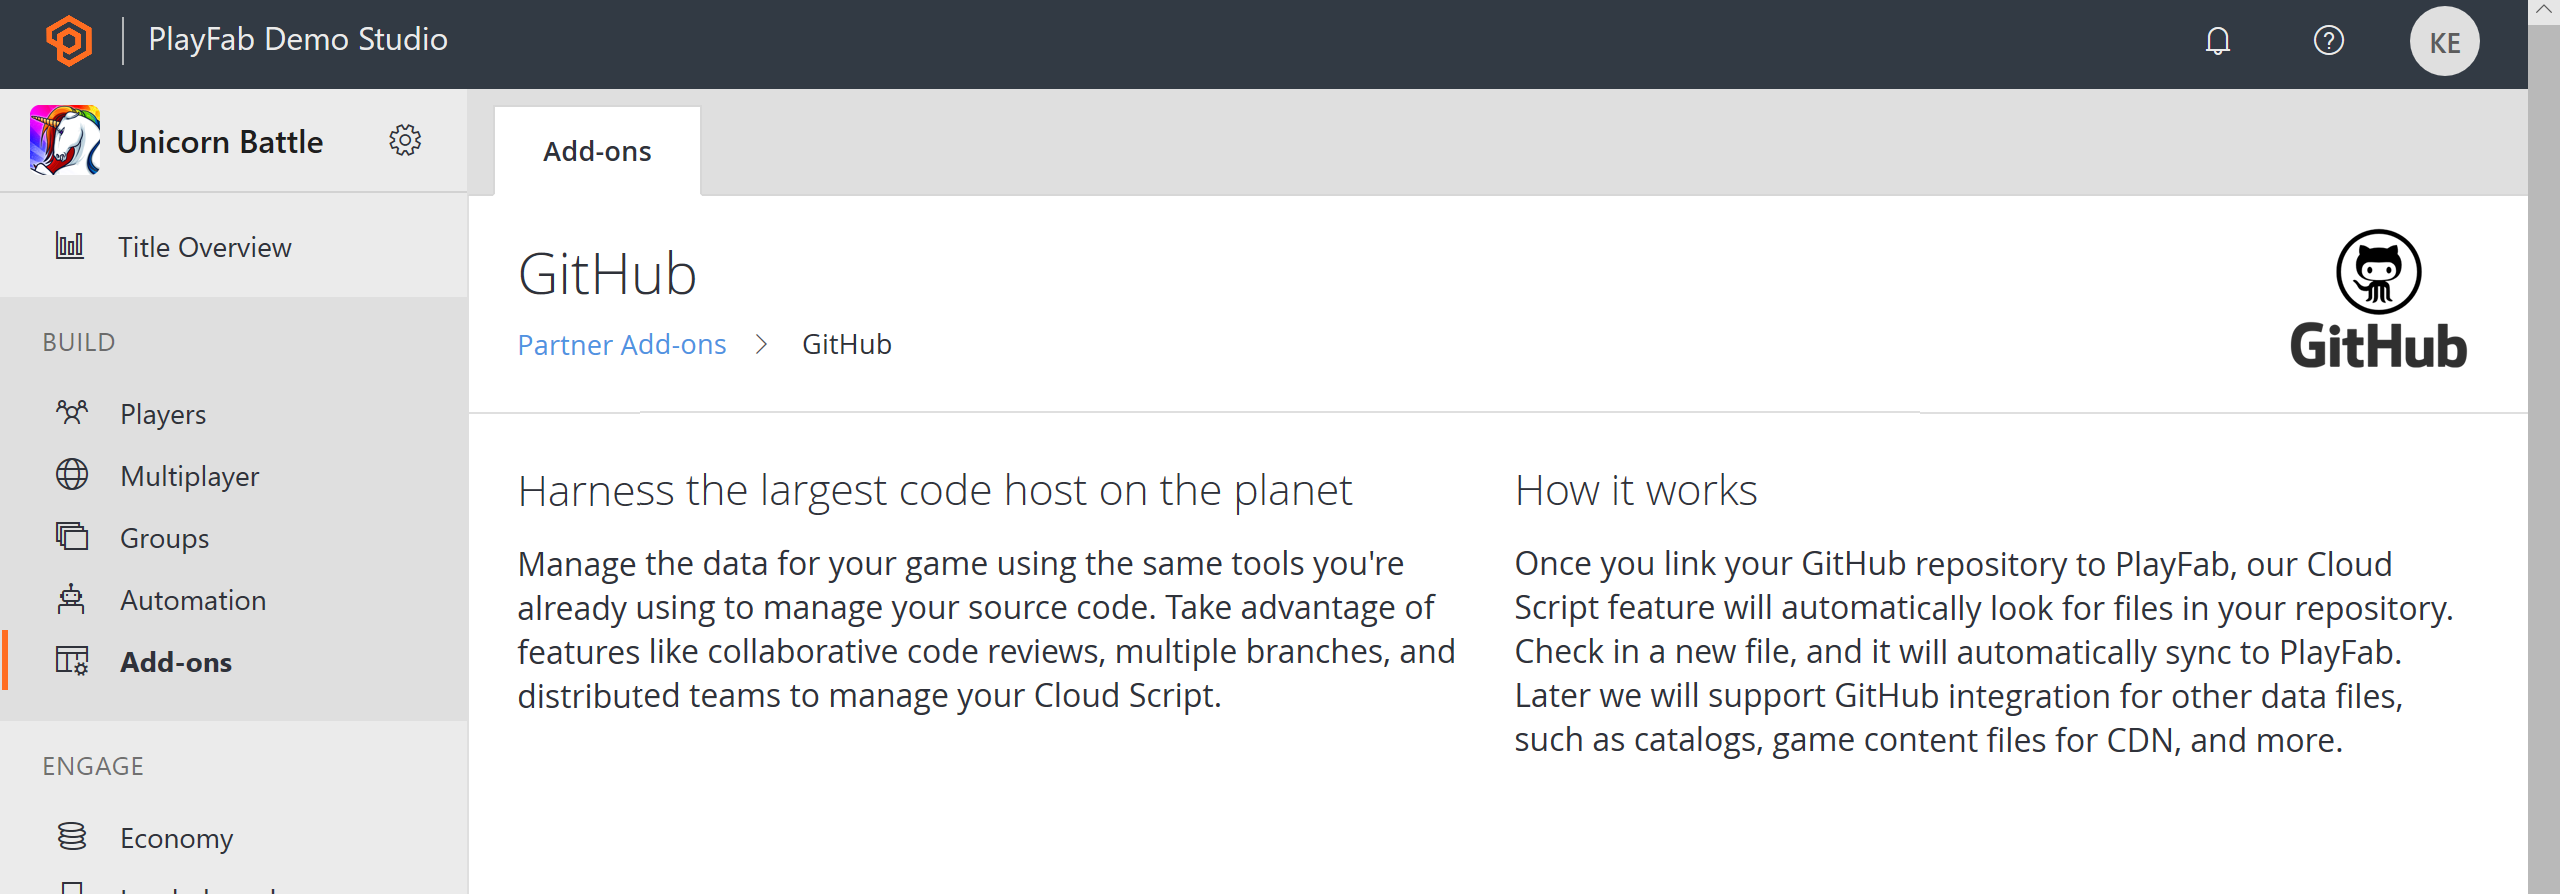 PlayFab Demo Studio
KE
Unicorn Battle
Add-ons
Title Overview
BUILD
Players
Multiplayer
Groups
Automation
Add-ons
ENGAGE
Economy
GitHub
Partner Add-ons > GitHub
GitHub
Harness the largest code host on the planet
Manage the data for your game using the same tools you're
already using to manage your source code. Take advantage of
features like collaborative code reviews, multiple branches, and
distributed teams to manage your Cloud Script.
How it works
Once you link your GitHub repository to PlayFab, our Cloud
Script feature will automatically look for files in your repository.
Check in a new file, and it will automatically sync to PlayFab.
Later we will support GitHub integration for other data files,
such as catalogs, game content files for CDN, and more.